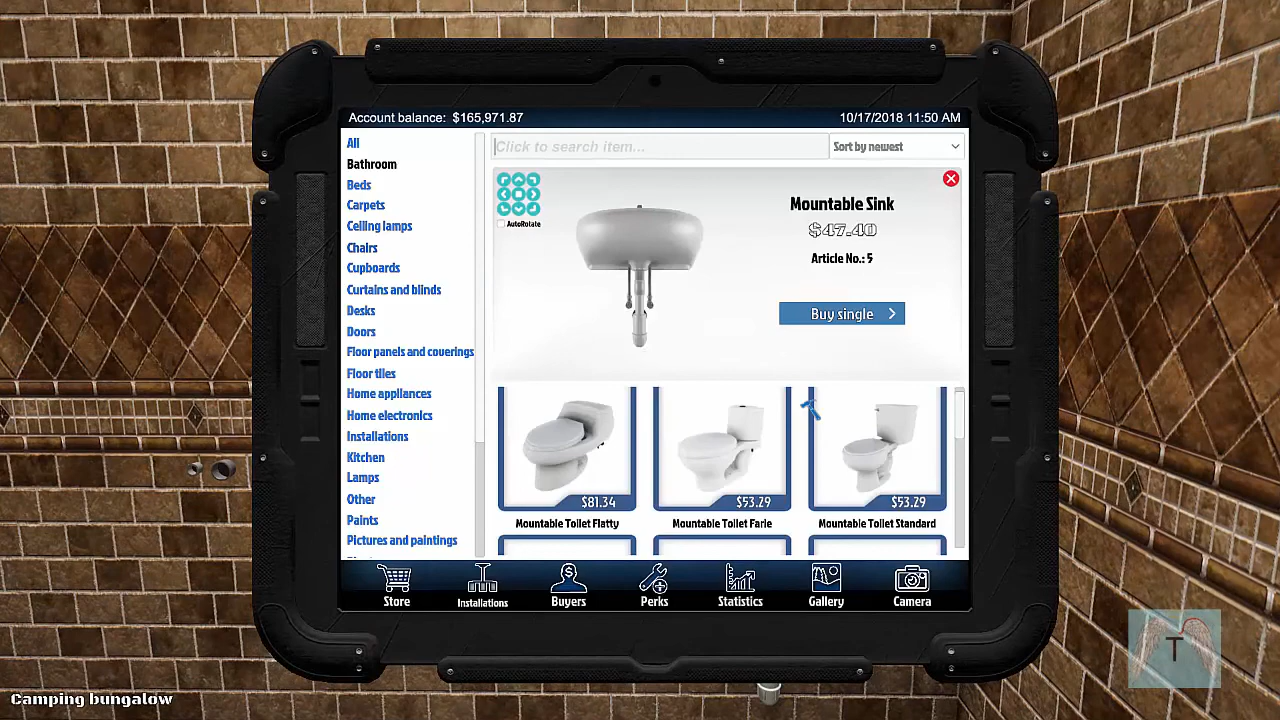 Account balance: $165,971.87
10/17/2018 11:50 AM
All
Bathroom
Beds
Carpets
Ceiling lamps
Chairs
Cupboards
Curtains and blinds
Desks
Doors
Floor panels and coverings
Floor tiles
Home appliances
Home electronics
Installations
Kitchen
Lamps
Other
Paints
Pictures and paintings
Click to search item...
Sort by newest
AutoRotate
Mountable Sink
$47.40
Article No.: 5
Buy single
$81.34
$53.29
$53.29
Mountable Toilet Flatty
Mountable Toilet Farle
Mountable Toilet Standard
Store
Installations
Buyers
Perks
Statistics
Gallery
Camera
T
Camping bungalow